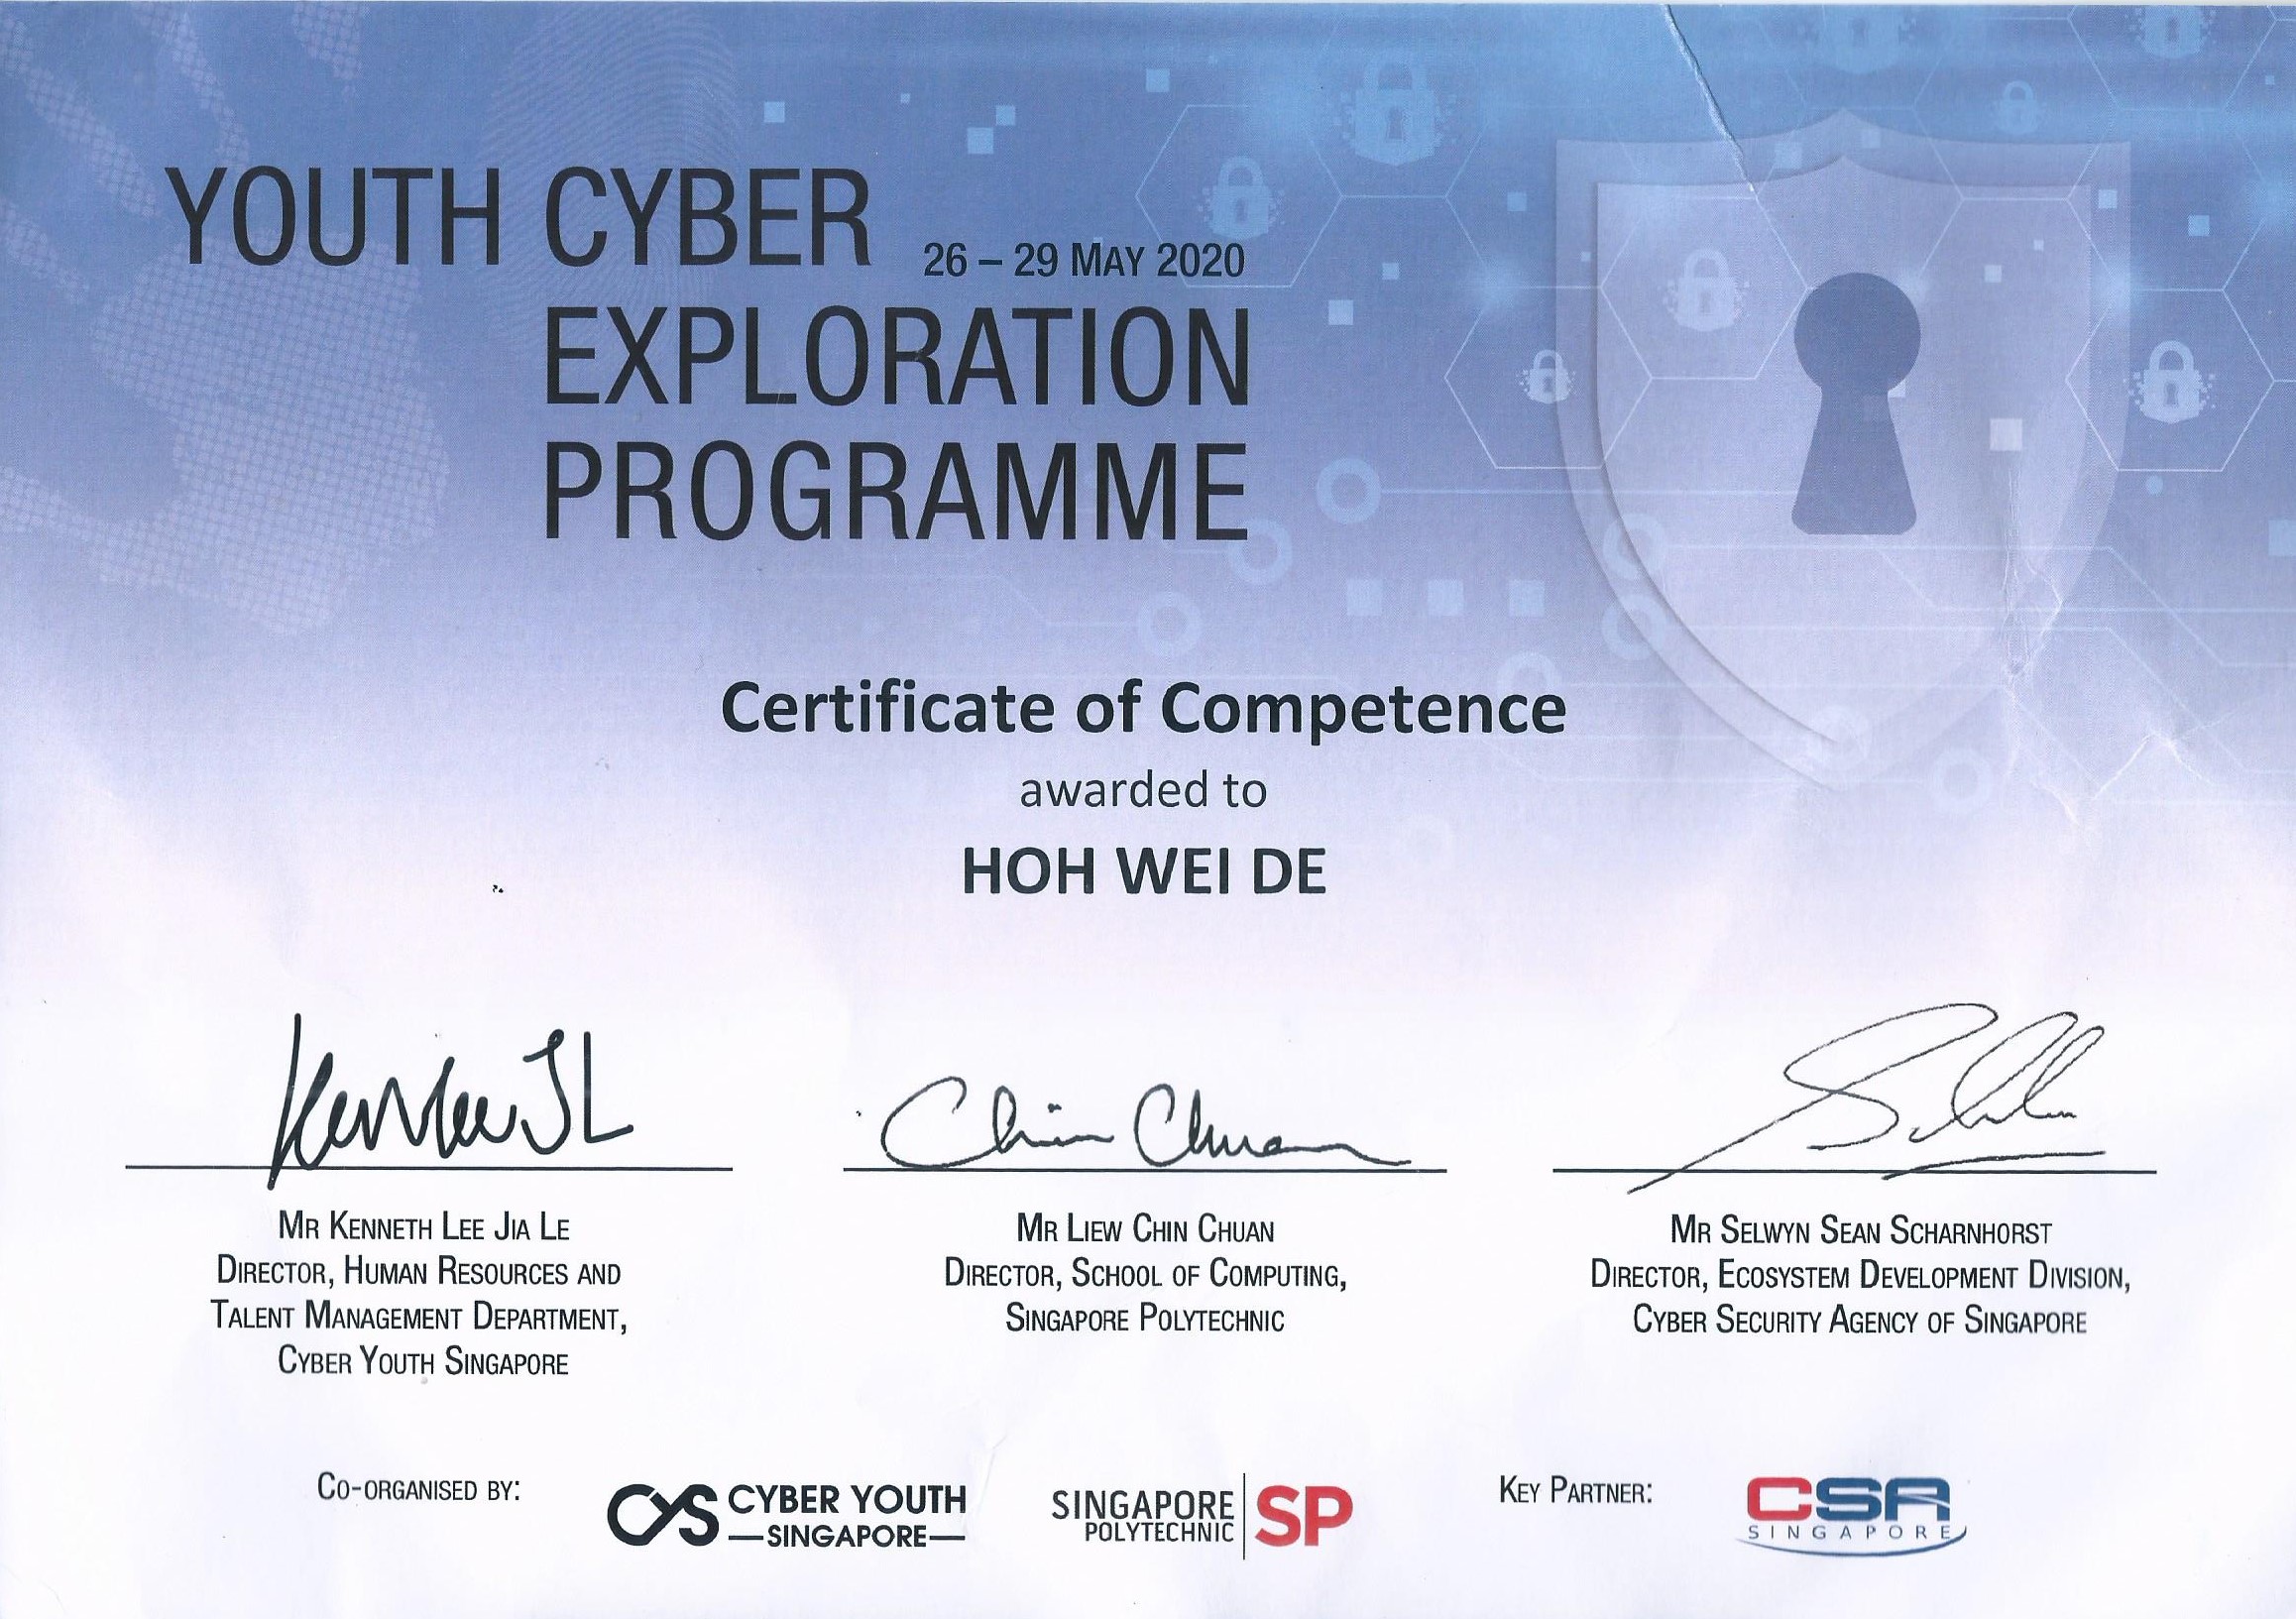 YOUTH CYBER 26 – 29 MAY 2020
EXPLORATION
PROGRAMME
Certificate of Competence
awarded to
HOH WEI DE
Kennlee JL
Chin Chuan
MR KENNETH LEE JIA LE
DIRECTOR, HUMAN RESOURCES AND
TALENT MANAGEMENT DEPARTMENT,
CYBER YOUTH SINGAPORE
MR LIEW CHIN CHUAN
DIRECTOR, SCHOOL OF COMPUTING,
SINGAPORE POLYTECHNIC
MR SELWYN SEAN SCHARNHORST
DIRECTOR, ECOSYSTEM DEVELOPMENT DIVISION,
CYBER SECURITY AGENCY OF SINGAPORE
CO-ORGANISED BY:
CYS CYBER YOUTH
SINGAPORE
SINGAPORE
POLYTECHNIC
SP
KEY PARTNER:
CSA
SINGAPORE